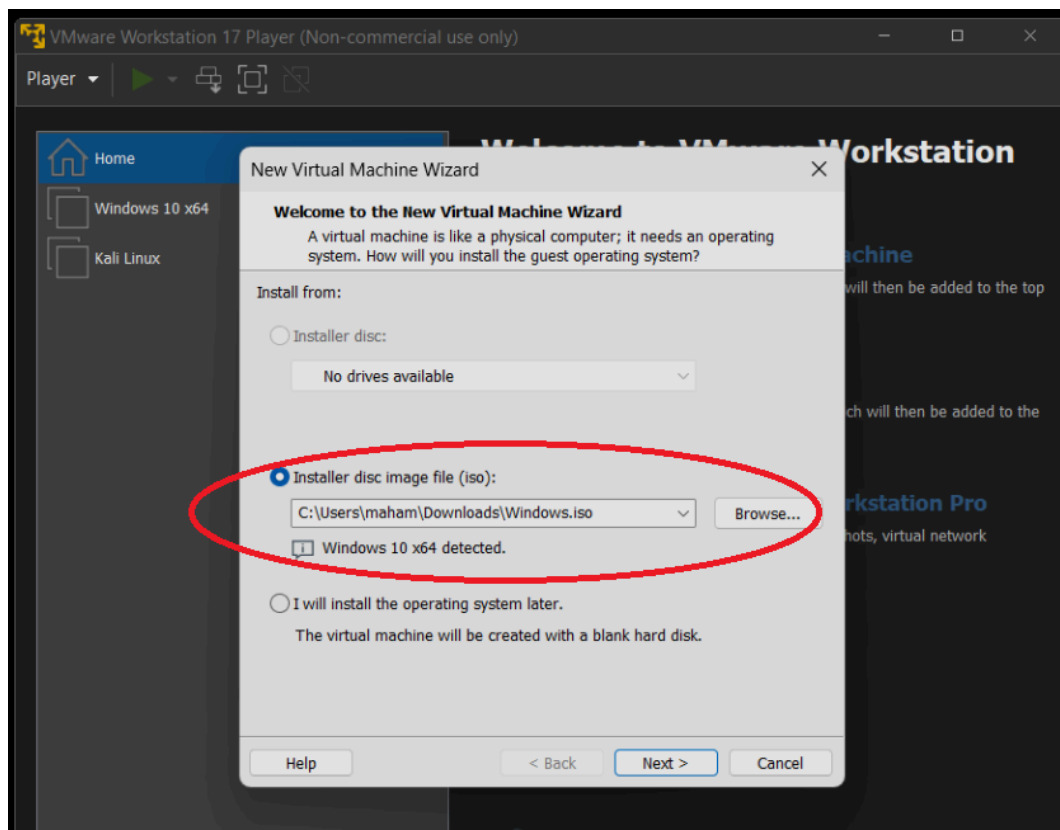 VMware Workstation 17 Player (Non-commercial use only)
Player
Home
Windows 10 x64
Kali Linux
Workstation
achine
will then be added to the top
ch will then be added to the
rkstation Pro
hots, virtual network
New Virtual Machine Wizard
Welcome to the New Virtual Machine Wizard
A virtual machine is like a physical computer; it needs an operating
system. How will you install the guest operating system?
Install from:
Installer disc:
No drives available
Installer disc image file (iso):
C:\Users\maham\Downloads\Windows.iso
Browse...
Windows 10 x64 detected.
I will install the operating system later.
The virtual machine will be created with a blank hard disk.
Help
< Back
Next >
Cancel